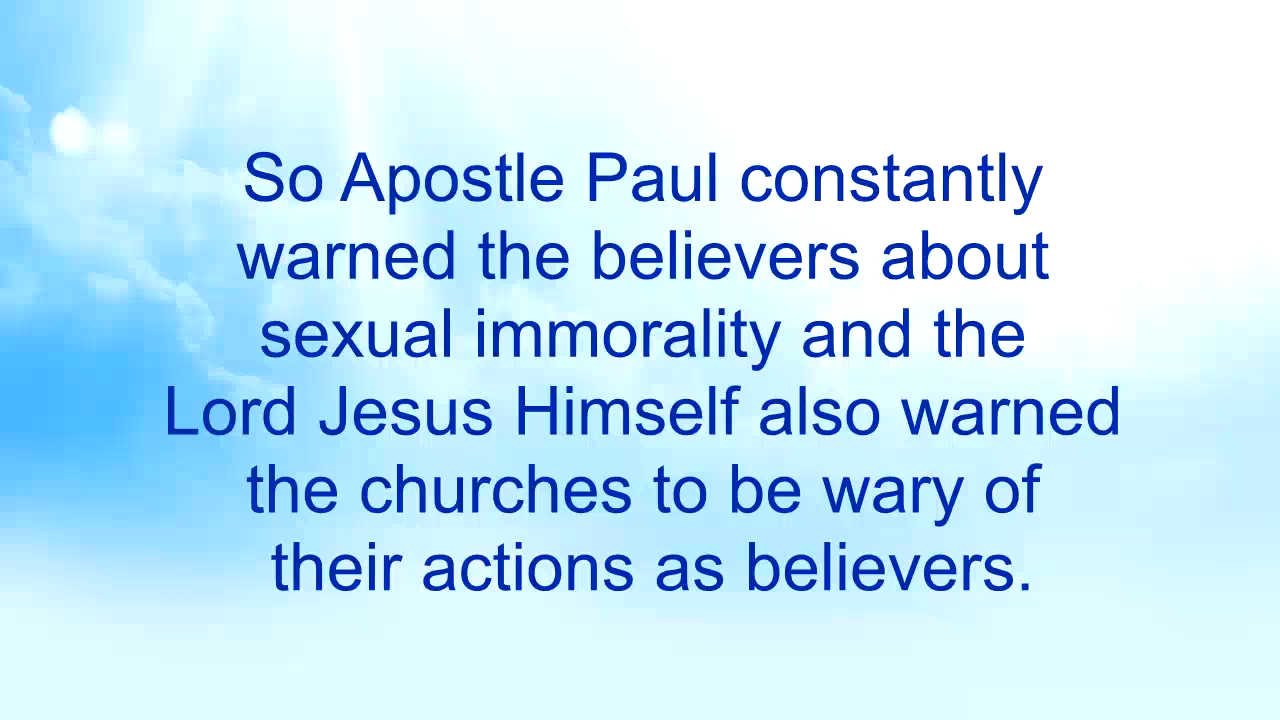 So Apostle Paul constantly
warned the believers about
sexual immorality and the
Lord Jesus Himself also warned
the churches to be wary of
their actions as believers.